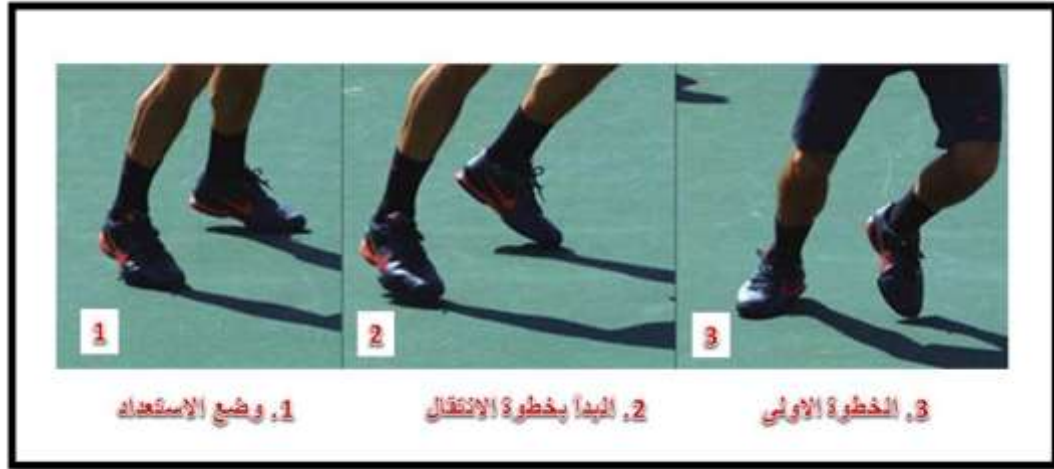 1
2
3
1. وضع الاستعداد
2. البدأ بخطوة الانتقال
3. الخطوة الاولى